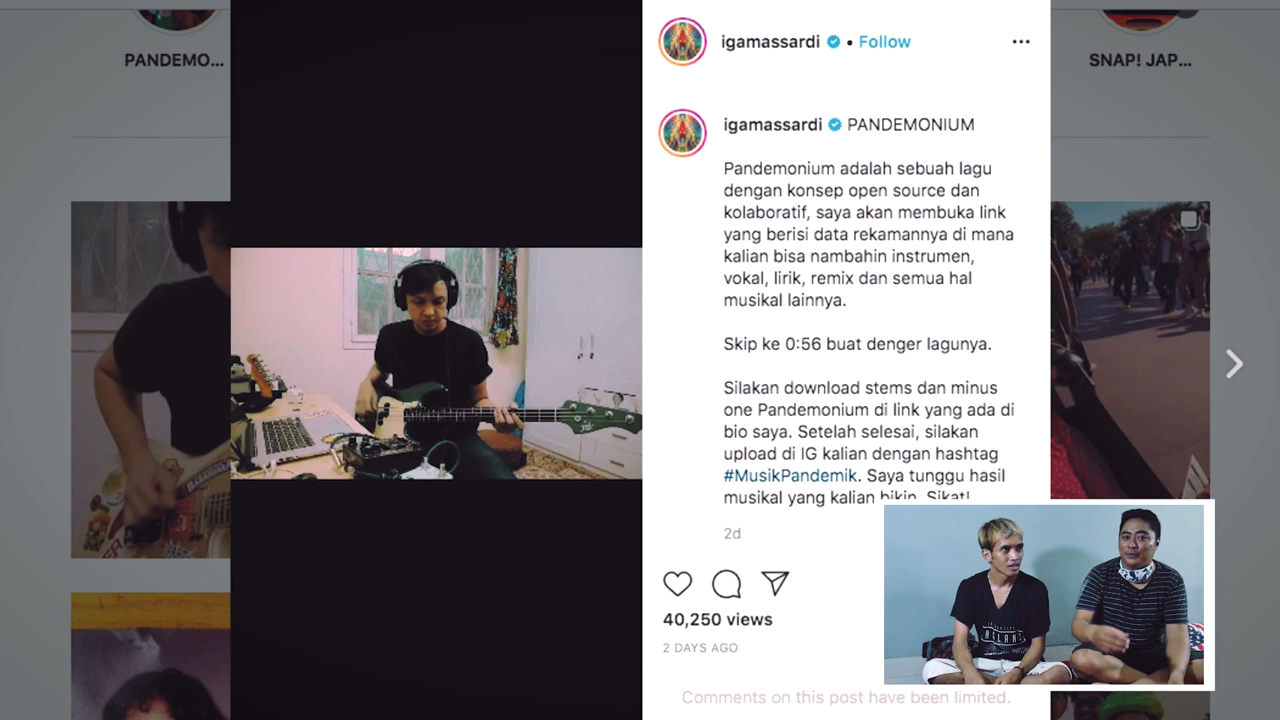 PANDEMO...
SNAP! JAP...
igamassardi • Follow
igamassardi PANDEMONIUM
Pandemonium adalah sebuah lagu
dengan konsep open source dan
kolaboratif, saya akan membuka link
yang berisi data rekamannya di mana
kalian bisa nambahin instrumen,
vokal, lirik, remix dan semua hal
musikal lainnya.
Skip ke 0:56 buat denger lagunya.
Silakan download stems dan minus
one Pandemonium di link yang ada di
bio saya. Setelah selesai, silakan
upload di IG kalian dengan hashtag
#MusikPandemik. Saya tunggu hasil
musikal yang kalian bikin. Sikat!
2d
40,250 views
2 DAYS AGO
Comments on this post have been limited.